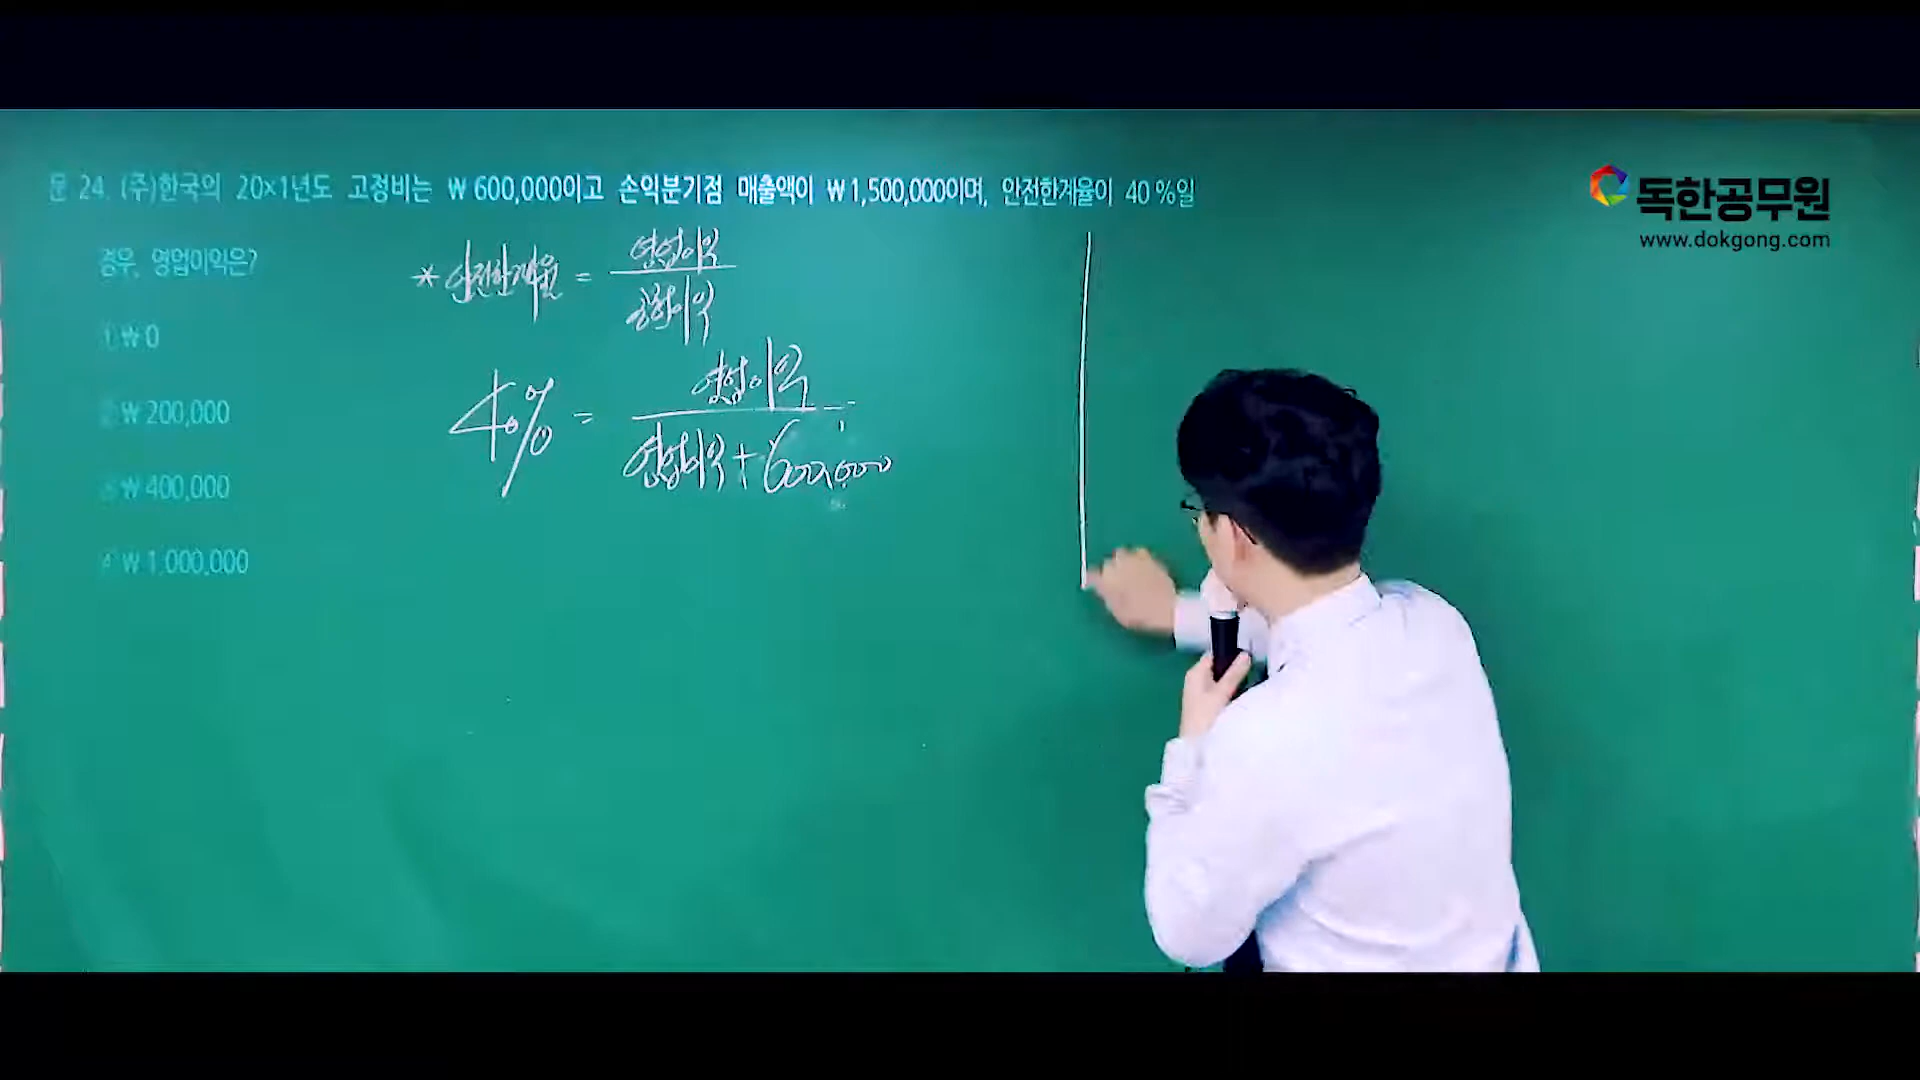 문 24. (주)한국의 20×1년도 고정비는 ₩600,000이고 손익분기점 매출액이 ₩1,500,000이며, 안전한계율이 40%일
경우, 영업이익은?
① ₩0
② ₩200,000
③ ₩400,000
④ ₩1,000,000
* 안전한계율 = 영업이익
공헌이익
40% = 영업이익
영업이익 + 600,000
독한공무원
www.dokgong.com